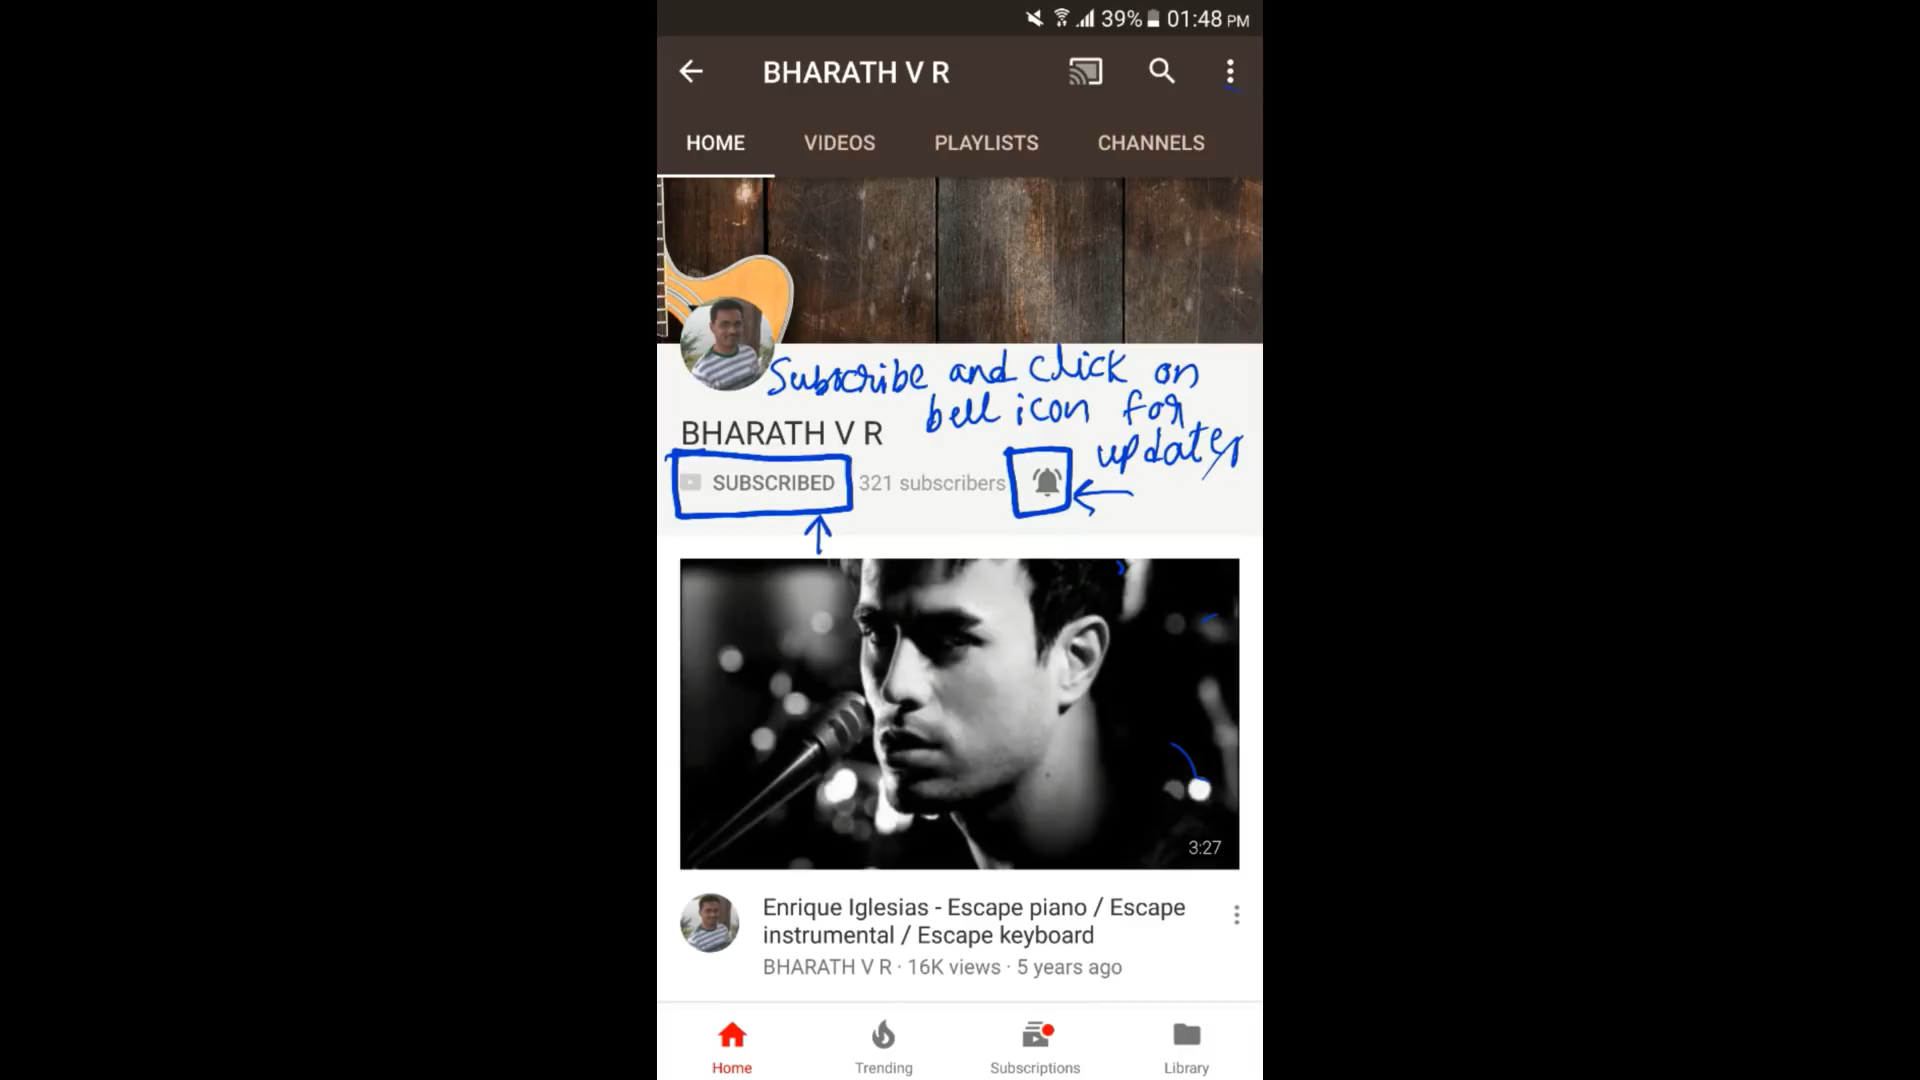 39% 01:48 PM
BHARATH V R
HOME VIDEOS PLAYLISTS CHANNELS
Subscribe and click on
bell icon for
updates
BHARATH V R
SUBSCRIBED 321 subscribers
3:27
Enrique Iglesias - Escape piano / Escape
instrumental / Escape keyboard
BHARATH V R · 16K views · 5 years ago
Home Trending Subscriptions Library